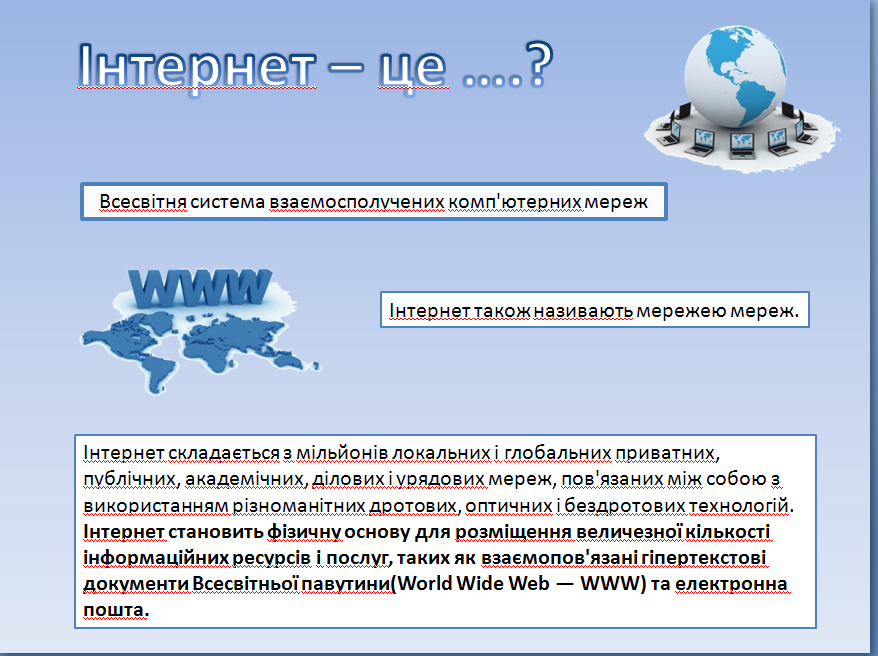 Інтернет – це ....?
Всесвітня система взаємосполучених комп'ютерних мереж
WWW
Інтернет також називають мережею мереж.
Інтернет складається з мільйонів локальних і глобальних приватних,
публічних, академічних, ділових і урядових мереж, пов'язаних між собою з
використанням різноманітних дротових, оптичних і бездротових технологій.
Інтернет становить фізичну основу для розміщення величезної кількості
інформаційних ресурсів і послуг, таких як взаємопов'язані гіпертекстові
документи Всесвітньої павутини(World Wide Web — WWW) та електронна
пошта.